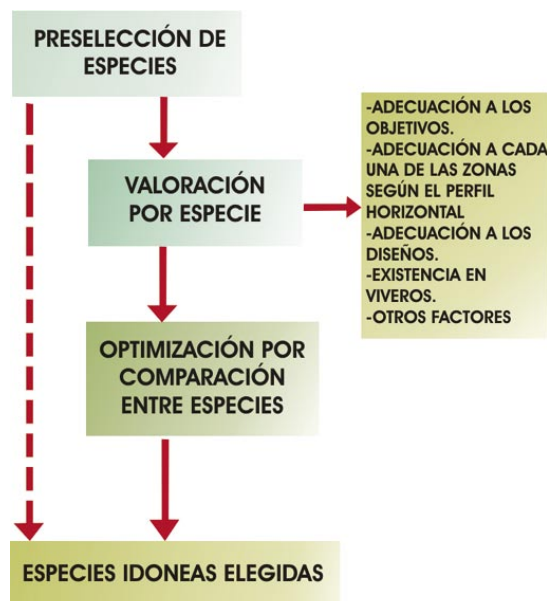 PRESELECCIÓN DE
ESPECIES
VALORACIÓN
POR ESPECIE
-ADECUACIÓN A LOS
OBJETIVOS.
-ADECUACIÓN A CADA
UNA DE LAS ZONAS
SEGÚN EL PERFIL
HORIZONTAL
-ADECUACIÓN A LOS
DISEÑOS.
-EXISTENCIA EN
VIVEROS.
-OTROS FACTORES
OPTIMIZACIÓN POR
COMPARACIÓN
ENTRE ESPECIES
ESPECIES IDONEAS ELEGIDAS